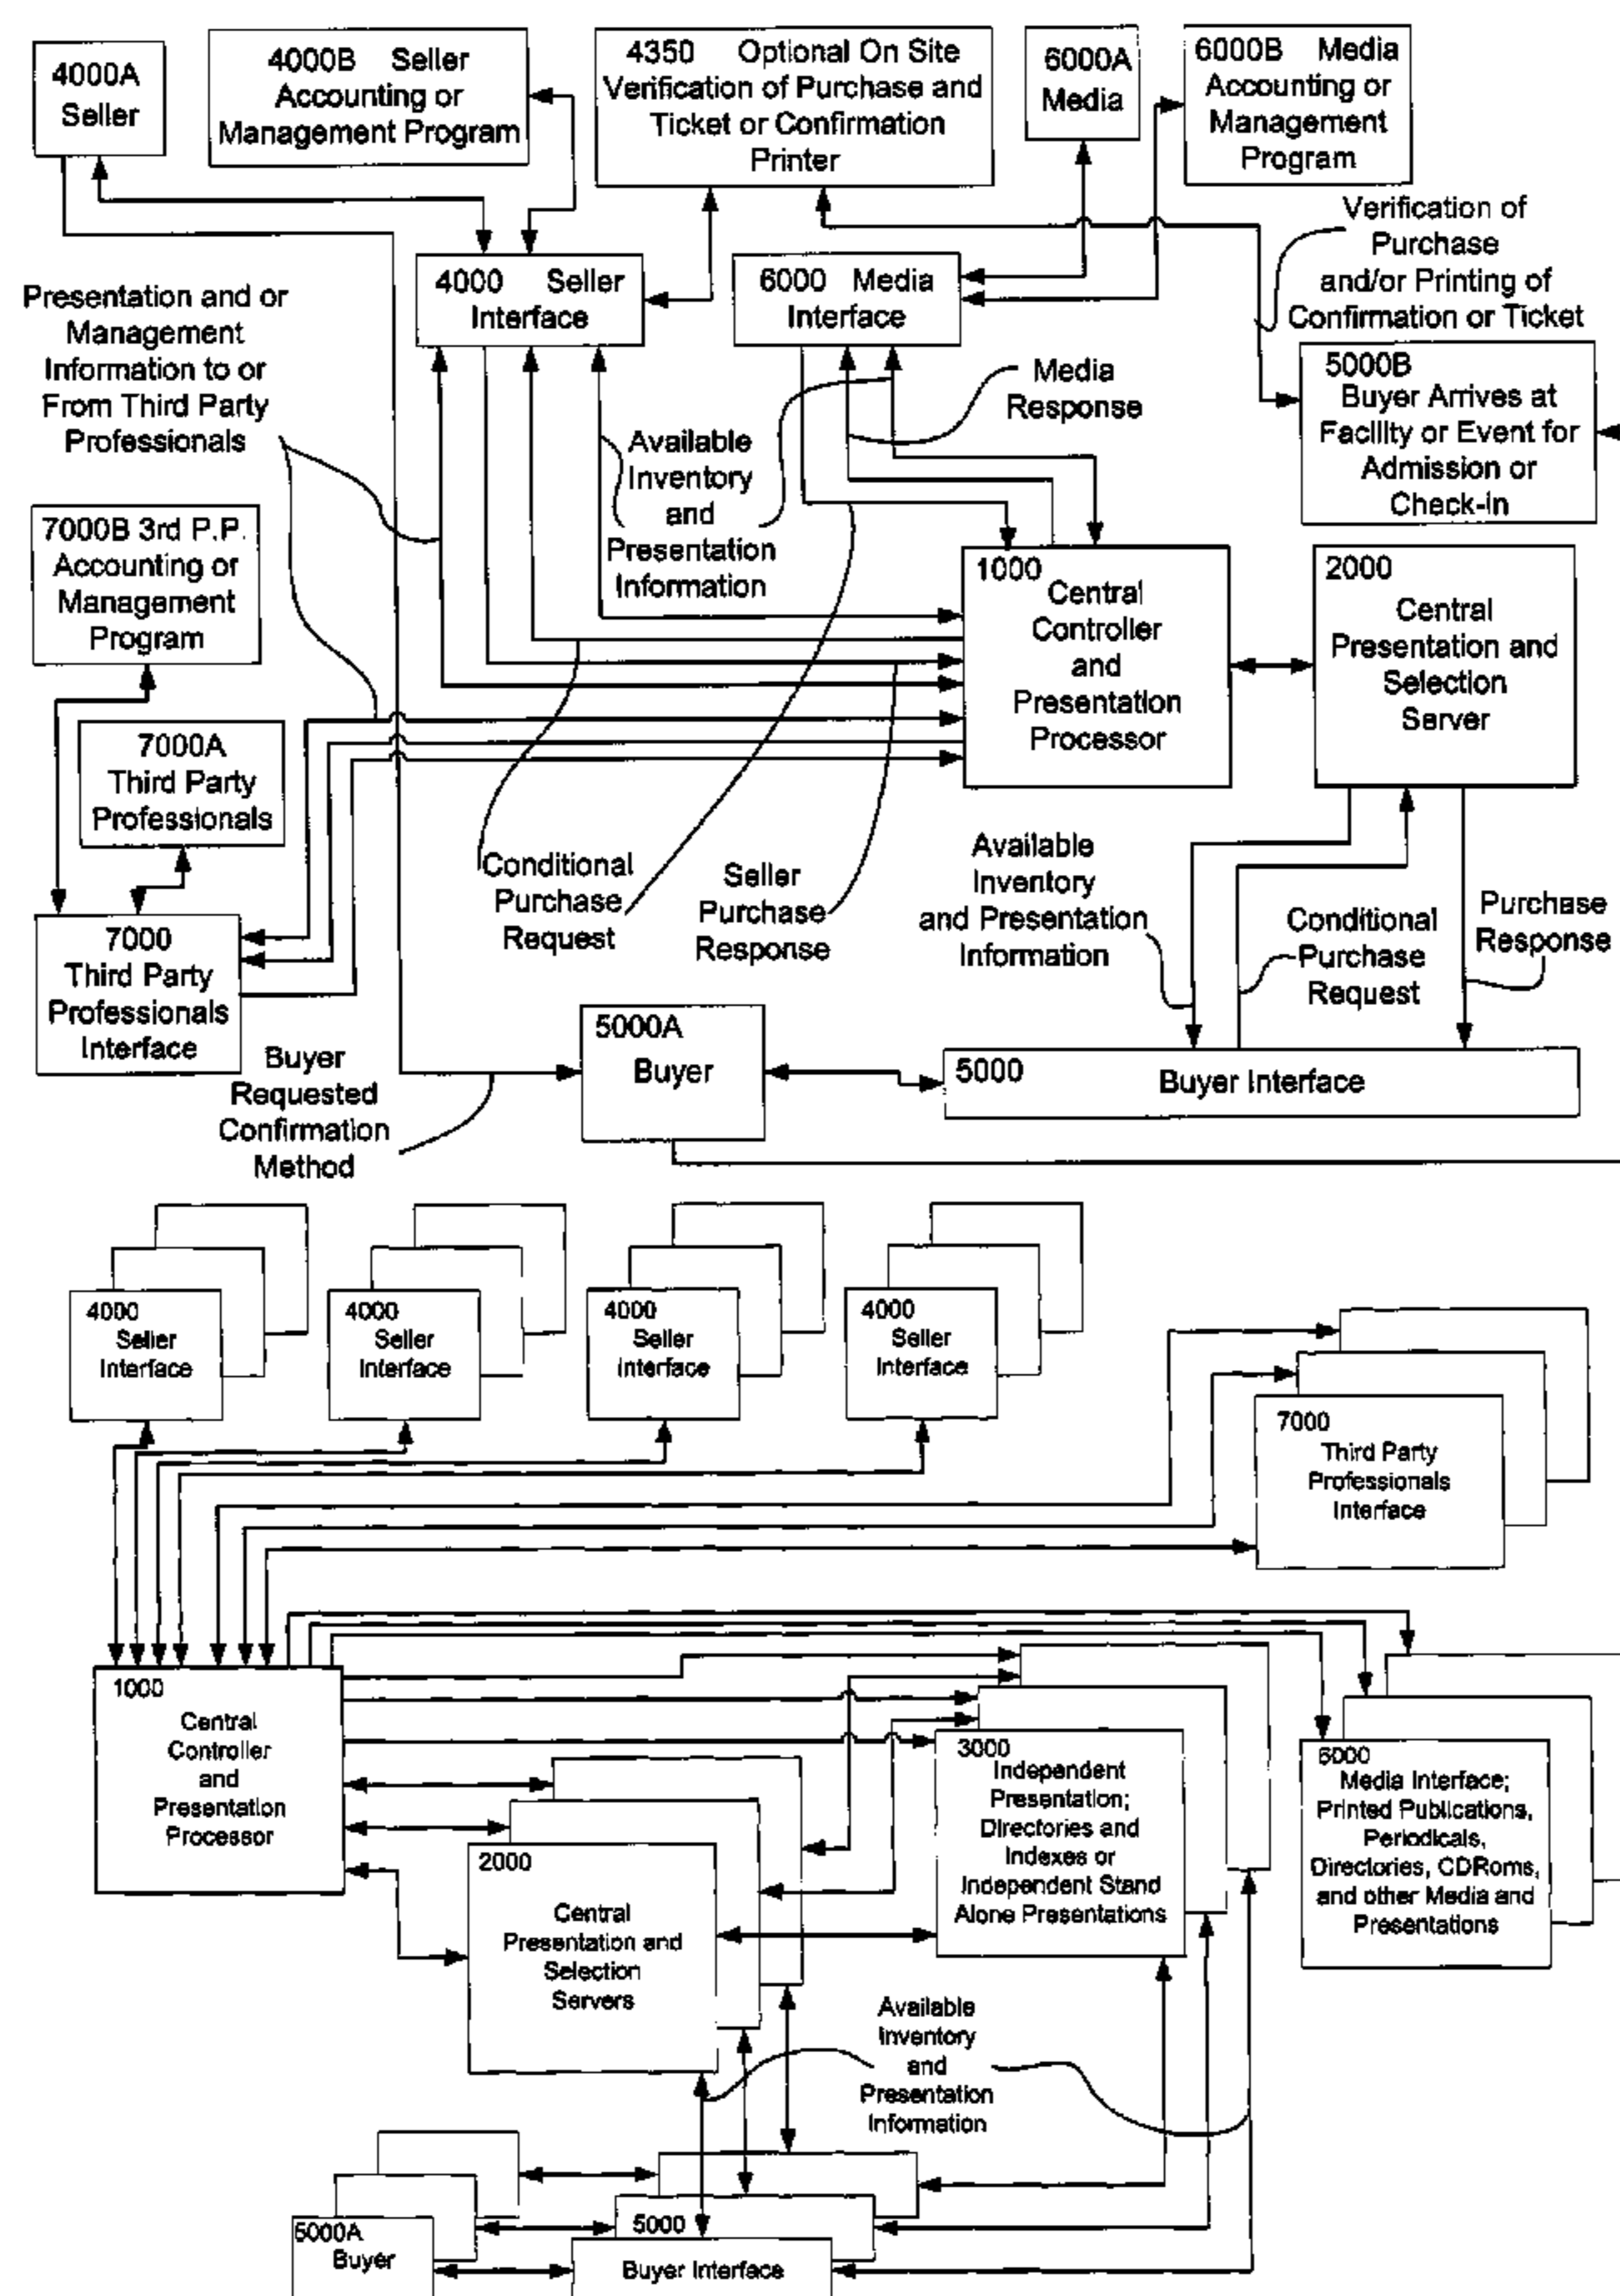 4000A
Seller
4000B Seller
Accounting or
Management Program
4350 Optional On Site
Verification of Purchase and
Ticket or Confirmation
Printer
6000A
Media
6000B Media
Accounting or
Management
Program
Verification of
Purchase
and/or Printing of
Confirmation or Ticket
4000 Seller
Interface
6000 Media
Interface
Presentation and or
Management
Information to or
From Third Party
Professionals
Media
Response
5000B
Buyer Arrives at
Facility or Event for
Admission or
Check-In
Available
Inventory
and
Presentation
Information
7000B 3rd P.P.
Accounting or
Management
Program
1000
Central
Controller
and
Presentation
Processor
2000
Central
Presentation and
Selection
Server
7000A
Third Party
Professionals
Conditional
Purchase
Request
Seller
Purchase
Response
Available
Inventory
and Presentation
Information
Conditional
Purchase
Request
Purchase
Response
7000
Third Party
Professionals
Interface
Buyer
Requested
Confirmation
Method
5000A
Buyer
5000 Buyer Interface
4000
Seller
Interface
4000
Seller
Interface
4000
Seller
Interface
4000
Seller
Interface
7000
Third Party
Professionals
Interface
1000
Central
Controller
and
Presentation
Processor
2000
Central
Presentation and
Selection
Servers
3000
Independent
Presentation;
Directories and
Indexes or
Independent Stand
Alone Presentations
6000
Media Interface;
Printed Publications,
Periodicals,
Directories, CDRoms,
and other Media and
Presentations
Available
Inventory
and
Presentation
Information
5000A
Buyer
5000
Buyer Interface